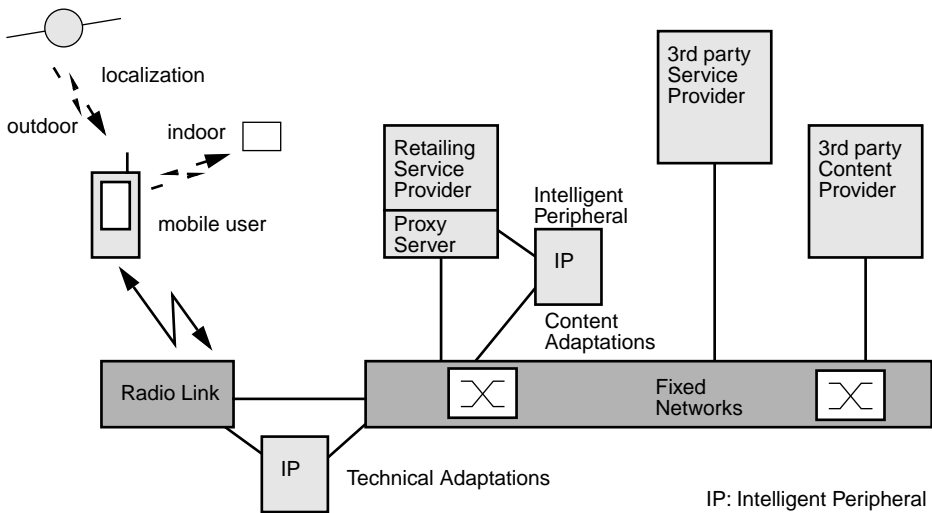 localization
outdoor
indoor
mobile user
Retailing
Service
Provider
Proxy
Server
Intelligent
Peripheral
IP
Content
Adaptations
3rd party
Service
Provider
3rd party
Content
Provider
Radio Link
Fixed
Networks
IP
Technical Adaptations
IP: Intelligent Peripheral